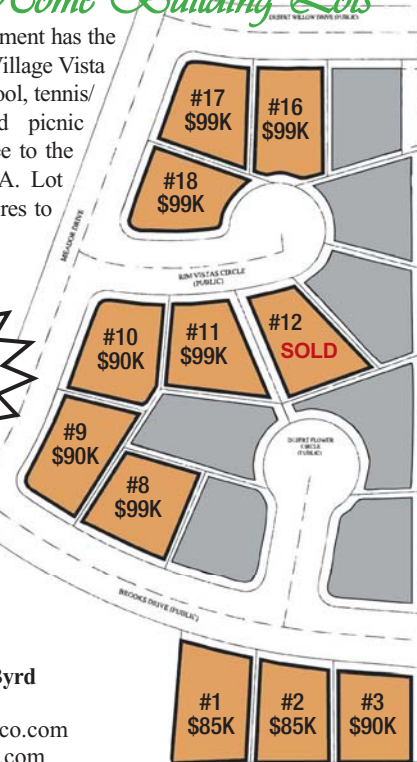 Home Building Lots
DESERT WILLOW DRIVE (PUBLIC)
ment has the
Village Vista
ool, tennis/
d picnic
ee to the
A. Lot
res to
#17
$99K
#16
$99K
#18
$99K
MEADOR DRIVE
RIM VISTAS CIRCLE
(PUBLIC)
#10
$90K
#11
$99K
#12
SOLD
#9
$90K
#8
$99K
DESERT FLOWER
CIRCLE
(PUBLIC)
BROOKS DRIVE (PUBLIC)
Byrd
co.com
.com
#1
$85K
#2
$85K
#3
$90K